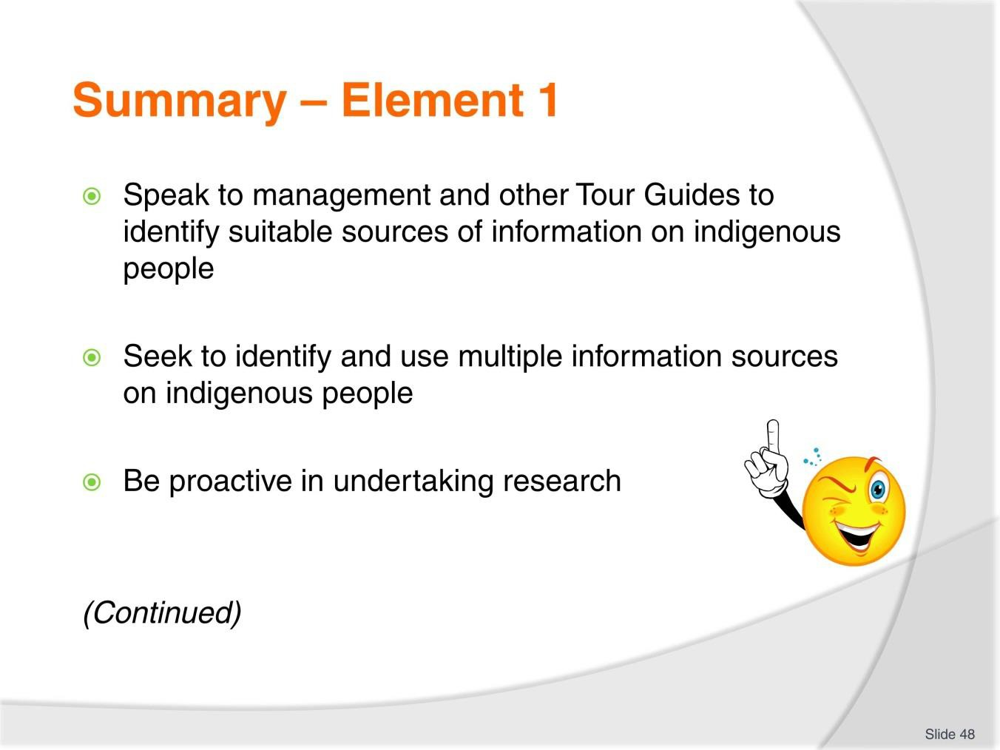 Summary – Element 1
Speak to management and other Tour Guides to
identify suitable sources of information on indigenous
people
Seek to identify and use multiple information sources
on indigenous people
Be proactive in undertaking research
(Continued)
Slide 48